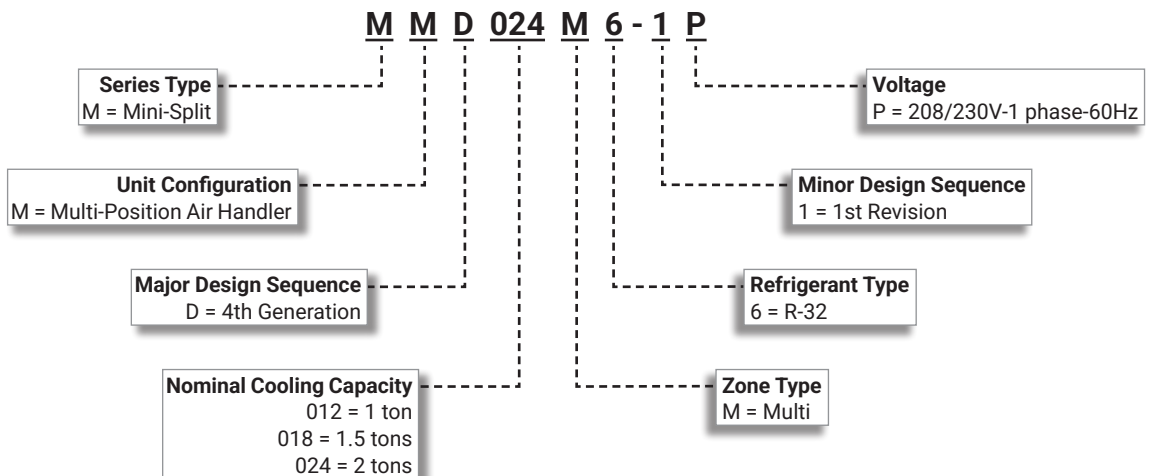 M M D 024 M 6 - 1 P
Series Type
M = Mini-Split
Voltage
P = 208/230V-1 phase-60Hz
Unit Configuration
M = Multi-Position Air Handler
Minor Design Sequence
1 = 1st Revision
Major Design Sequence
D = 4th Generation
Refrigerant Type
6 = R-32
Nominal Cooling Capacity
012 = 1 ton
018 = 1.5 tons
024 = 2 tons
Zone Type
M = Multi